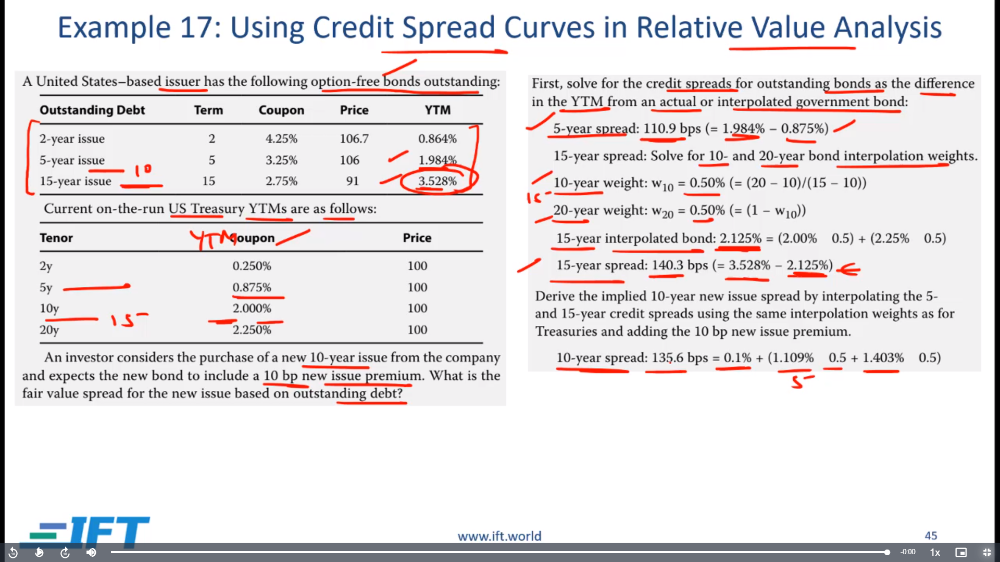 Example 17: Using Credit Spread Curves in Relative Value Analysis
A United States–based issuer has the following option-free bonds outstanding:
Outstanding Debt Term Coupon Price YTM
2-year issue 2 4.25% 106.7 0.864%
5-year issue 5 3.25% 106 1.984%
10
15-year issue 15 2.75% 91 3.528%
Current on-the-run US Treasury YTMs are as follows:
Tenor YTM Coupon Price
2y 0.250% 100
5y 0.875% 100
10y 2.000% 100
15
20y 2.250% 100
An investor considers the purchase of a new 10-year issue from the company
and expects the new bond to include a 10 bp new issue premium. What is the
fair value spread for the new issue based on outstanding debt?
First, solve for the credit spreads for outstanding bonds as the difference
in the YTM from an actual or interpolated government bond:
5-year spread: 110.9 bps (= 1.984% – 0.875%)
15-year spread: Solve for 10- and 20-year bond interpolation weights.
10-year weight: w10 = 0.50% (= (20 – 10)/(15 – 10))
15
20-year weight: w20 = 0.50% (= (1 – w10))
15-year interpolated bond: 2.125% = (2.00% 0.5) + (2.25% 0.5)
15-year spread: 140.3 bps (= 3.528% – 2.125%)
Derive the implied 10-year new issue spread by interpolating the 5-
and 15-year credit spreads using the same interpolation weights as for
Treasuries and adding the 10 bp new issue premium.
10-year spread: 135.6 bps = 0.1% + (1.109% 0.5 + 1.403% 0.5)
5
IFT
www.ift.world
45
10 10
-0:00 1x